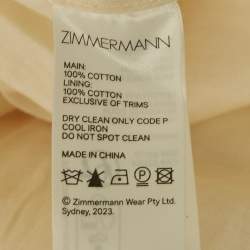 ZIMMERMANN
MAIN:
100% COTTON
LINING:
100% COTTON
EXCLUSIVE OF TRIMS
DRY CLEAN ONLY CODE P
COOL IRON
DO NOT SPOT CLEAN
MADE IN CHINA
P
© Zimmermann Wear Pty Ltd.
Sydney, 2023.